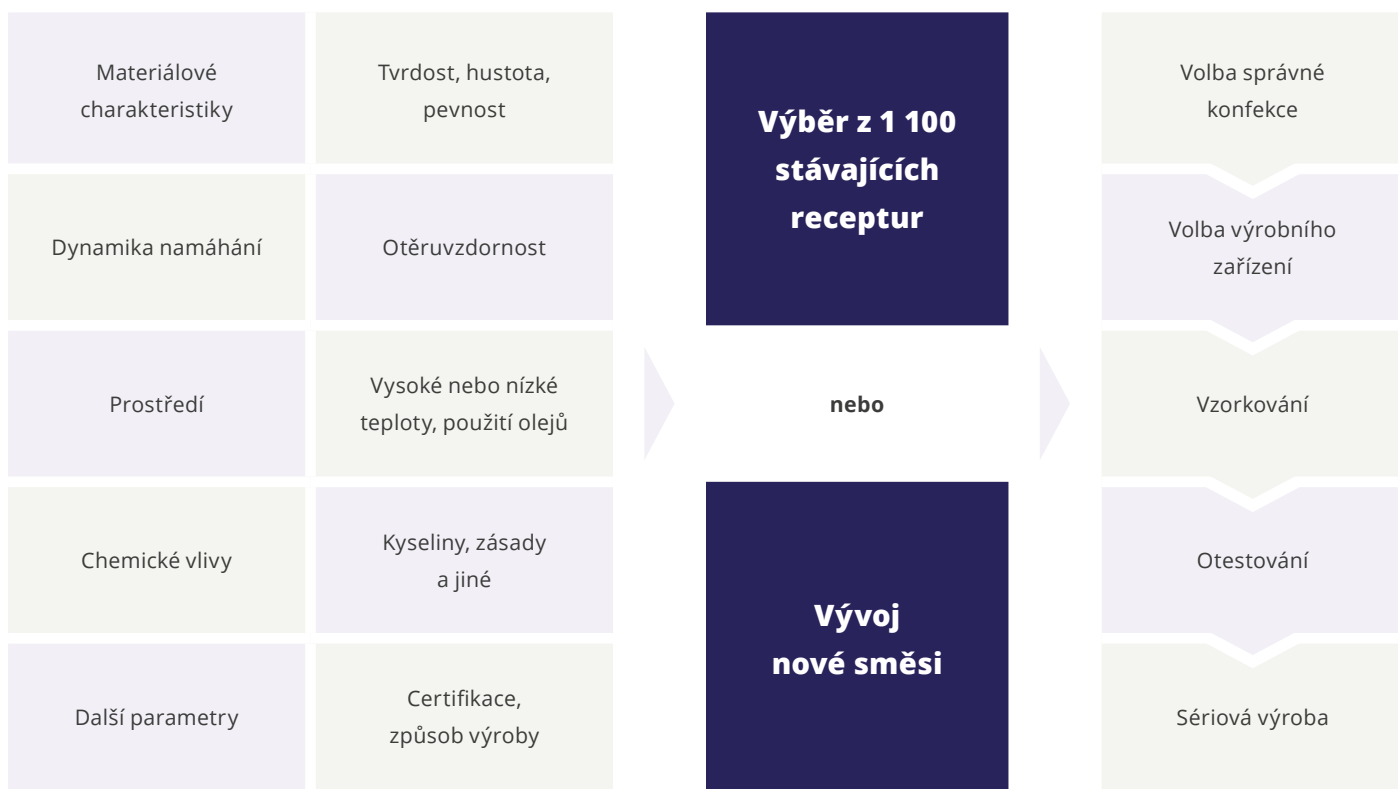 Materiálové
charakteristiky
Tvrdost, hustota,
pevnost
Dynamika namáhání
Otěruvzdornost
Prostředí
Vysoké nebo nízké
teploty, použití olejů
Chemické vlivy
Kyseliny, zásady
a jiné
Další parametry
Certifikace,
způsob výroby
Výběr z 1 100
stávajících
receptur
nebo
Vývoj
nové směsi
Volba správné
konfekce
Volba výrobního
zařízení
Vzorkování
Otestování
Sériová výroba